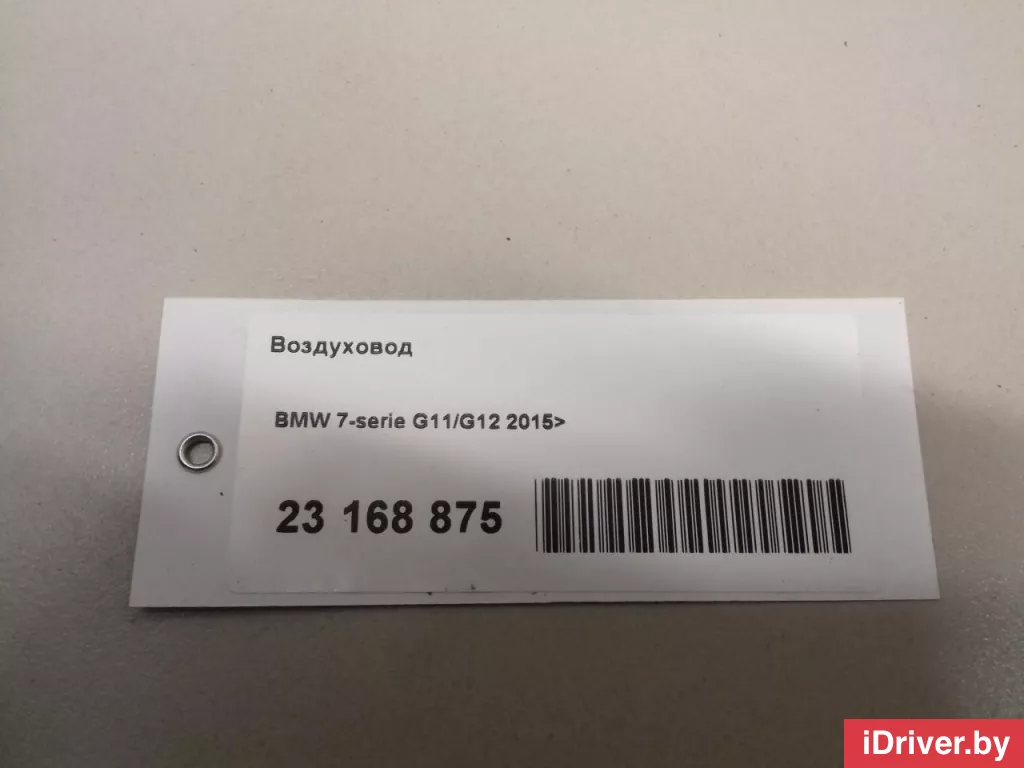 Воздуховод
BMW 7-serie G11/G12 2015>
23 168 875
iDriver.by